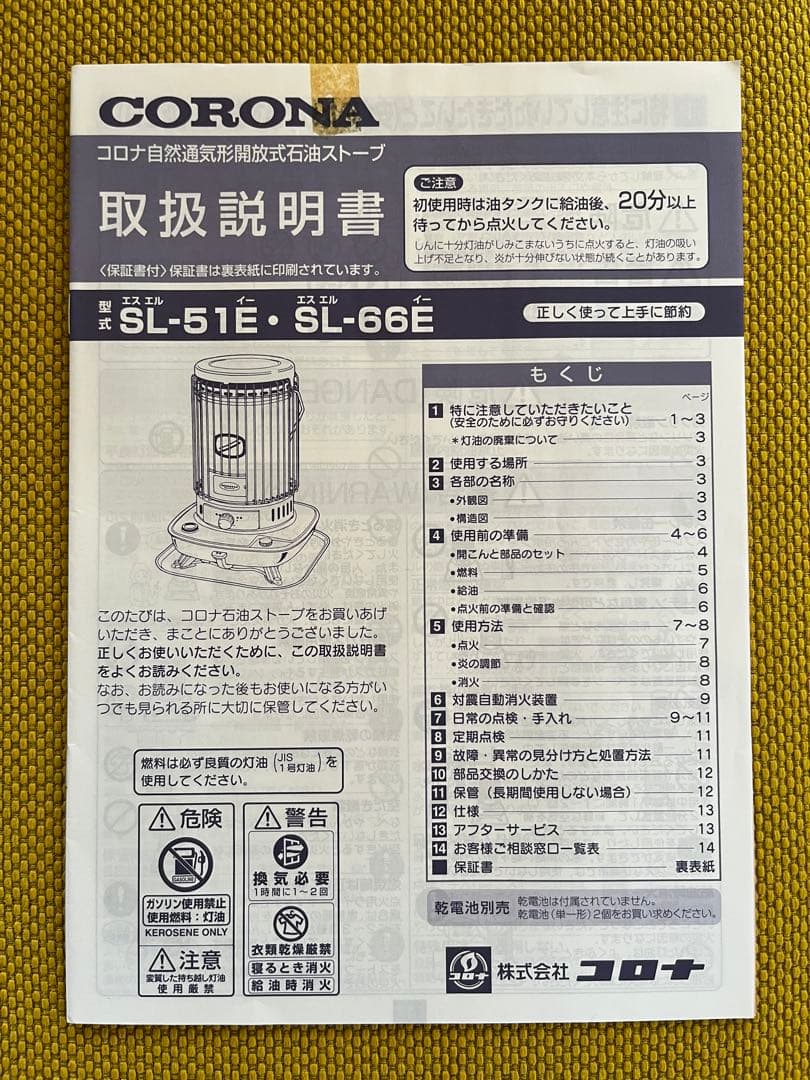 CORONA
コロナ自然通気形開放式石油ストーブ
取扱説明書
〈保証書付〉保証書は裏表紙に印刷されています。
ご注意
初使用時は油タンクに給油後、20分以上
待ってから点火してください。
しんに十分灯油がしみこまないうちに点火すると、灯油の吸い
上げ不足となり、炎が十分伸びない状態が続くことがあります。
型式 エス エル イー エス エル イー
SL-51E・SL-66E
正しく使って上手に節約
もくじ
ページ
1 特に注意していただきたいこと
(安全のために必ずお守りください) 1〜3
＊灯油の廃棄について 3
2 使用する場所 3
3 各部の名称 3
•外観図 3
•構造図 3
4 使用前の準備 4〜6
•開こんと部品のセット 4
•燃料 5
•給油 6
•点火前の準備と確認 6
5 使用方法 7〜8
•点火 7
•炎の調節 8
•消火 8
6 対震自動消火装置 9
7 日常の点検・手入れ 9〜11
8 定期点検 11
9 故障・異常の見分け方と処置方法 11
10 部品交換のしかた 12
11 保管（長期間使用しない場合） 12
12 仕様 13
13 アフターサービス 13
14 お客様ご相談窓口一覧表 14
■ 保証書 裏表紙
このたびは、コロナ石油ストーブをお買いあげ
いただき、まことにありがとうございました。
正しくお使いいただくために、この取扱説明書
をよくお読みください。
なお、お読みになった後もお使いになる方がい
つでも見られる所に大切に保管してください。
燃料は必ず良質の灯油(JIS 1号灯油)を
使用してください。
危険
GASOLINE
ガソリン使用禁止
使用燃料：灯油
KEROSENE ONLY
注意
変質した持ち越し灯油
使用厳禁
警告
換気必要
1時間に1〜2回
衣類乾燥厳禁
寝るとき消火
給油時消火
乾電池別売 乾電池は付属されていません。
乾電池（単一形）2個をお買い求めください。
コロナ
株式会社 コロナ